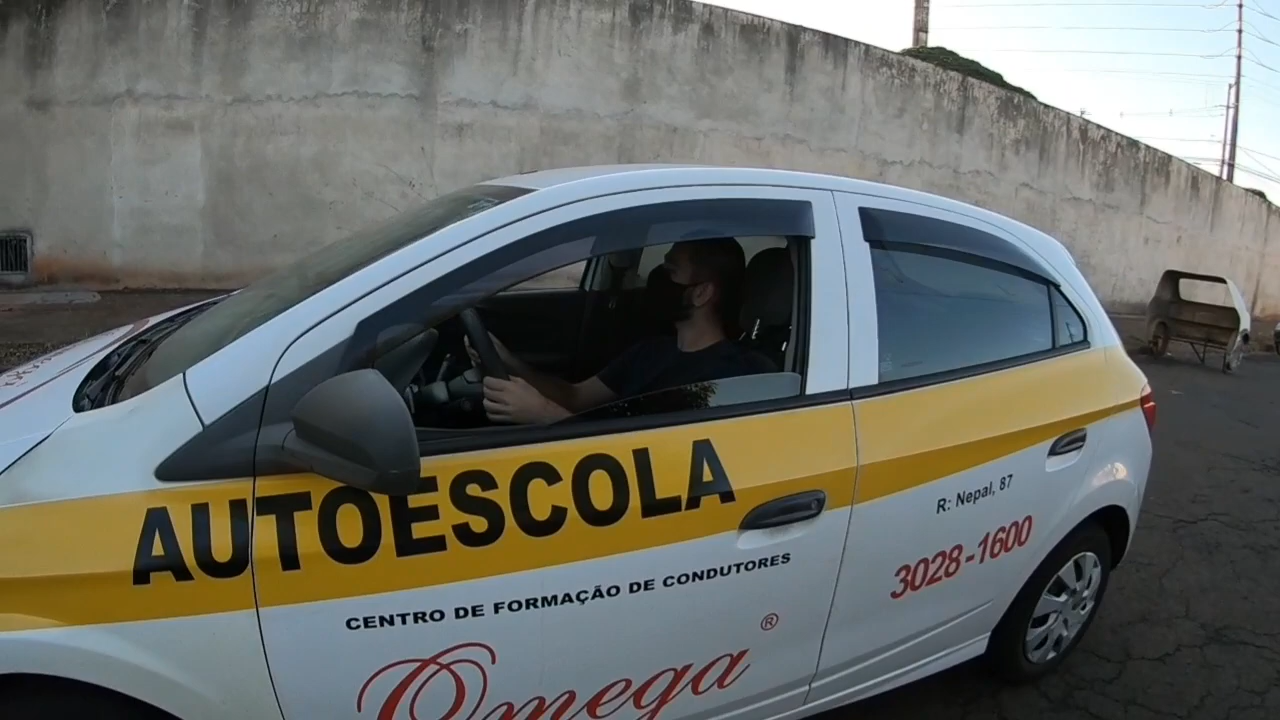 AUTOESCOLA
CENTRO DE FORMAÇÃO DE CONDUTORES
Omega ®
R: Nepal, 87
3028-1600